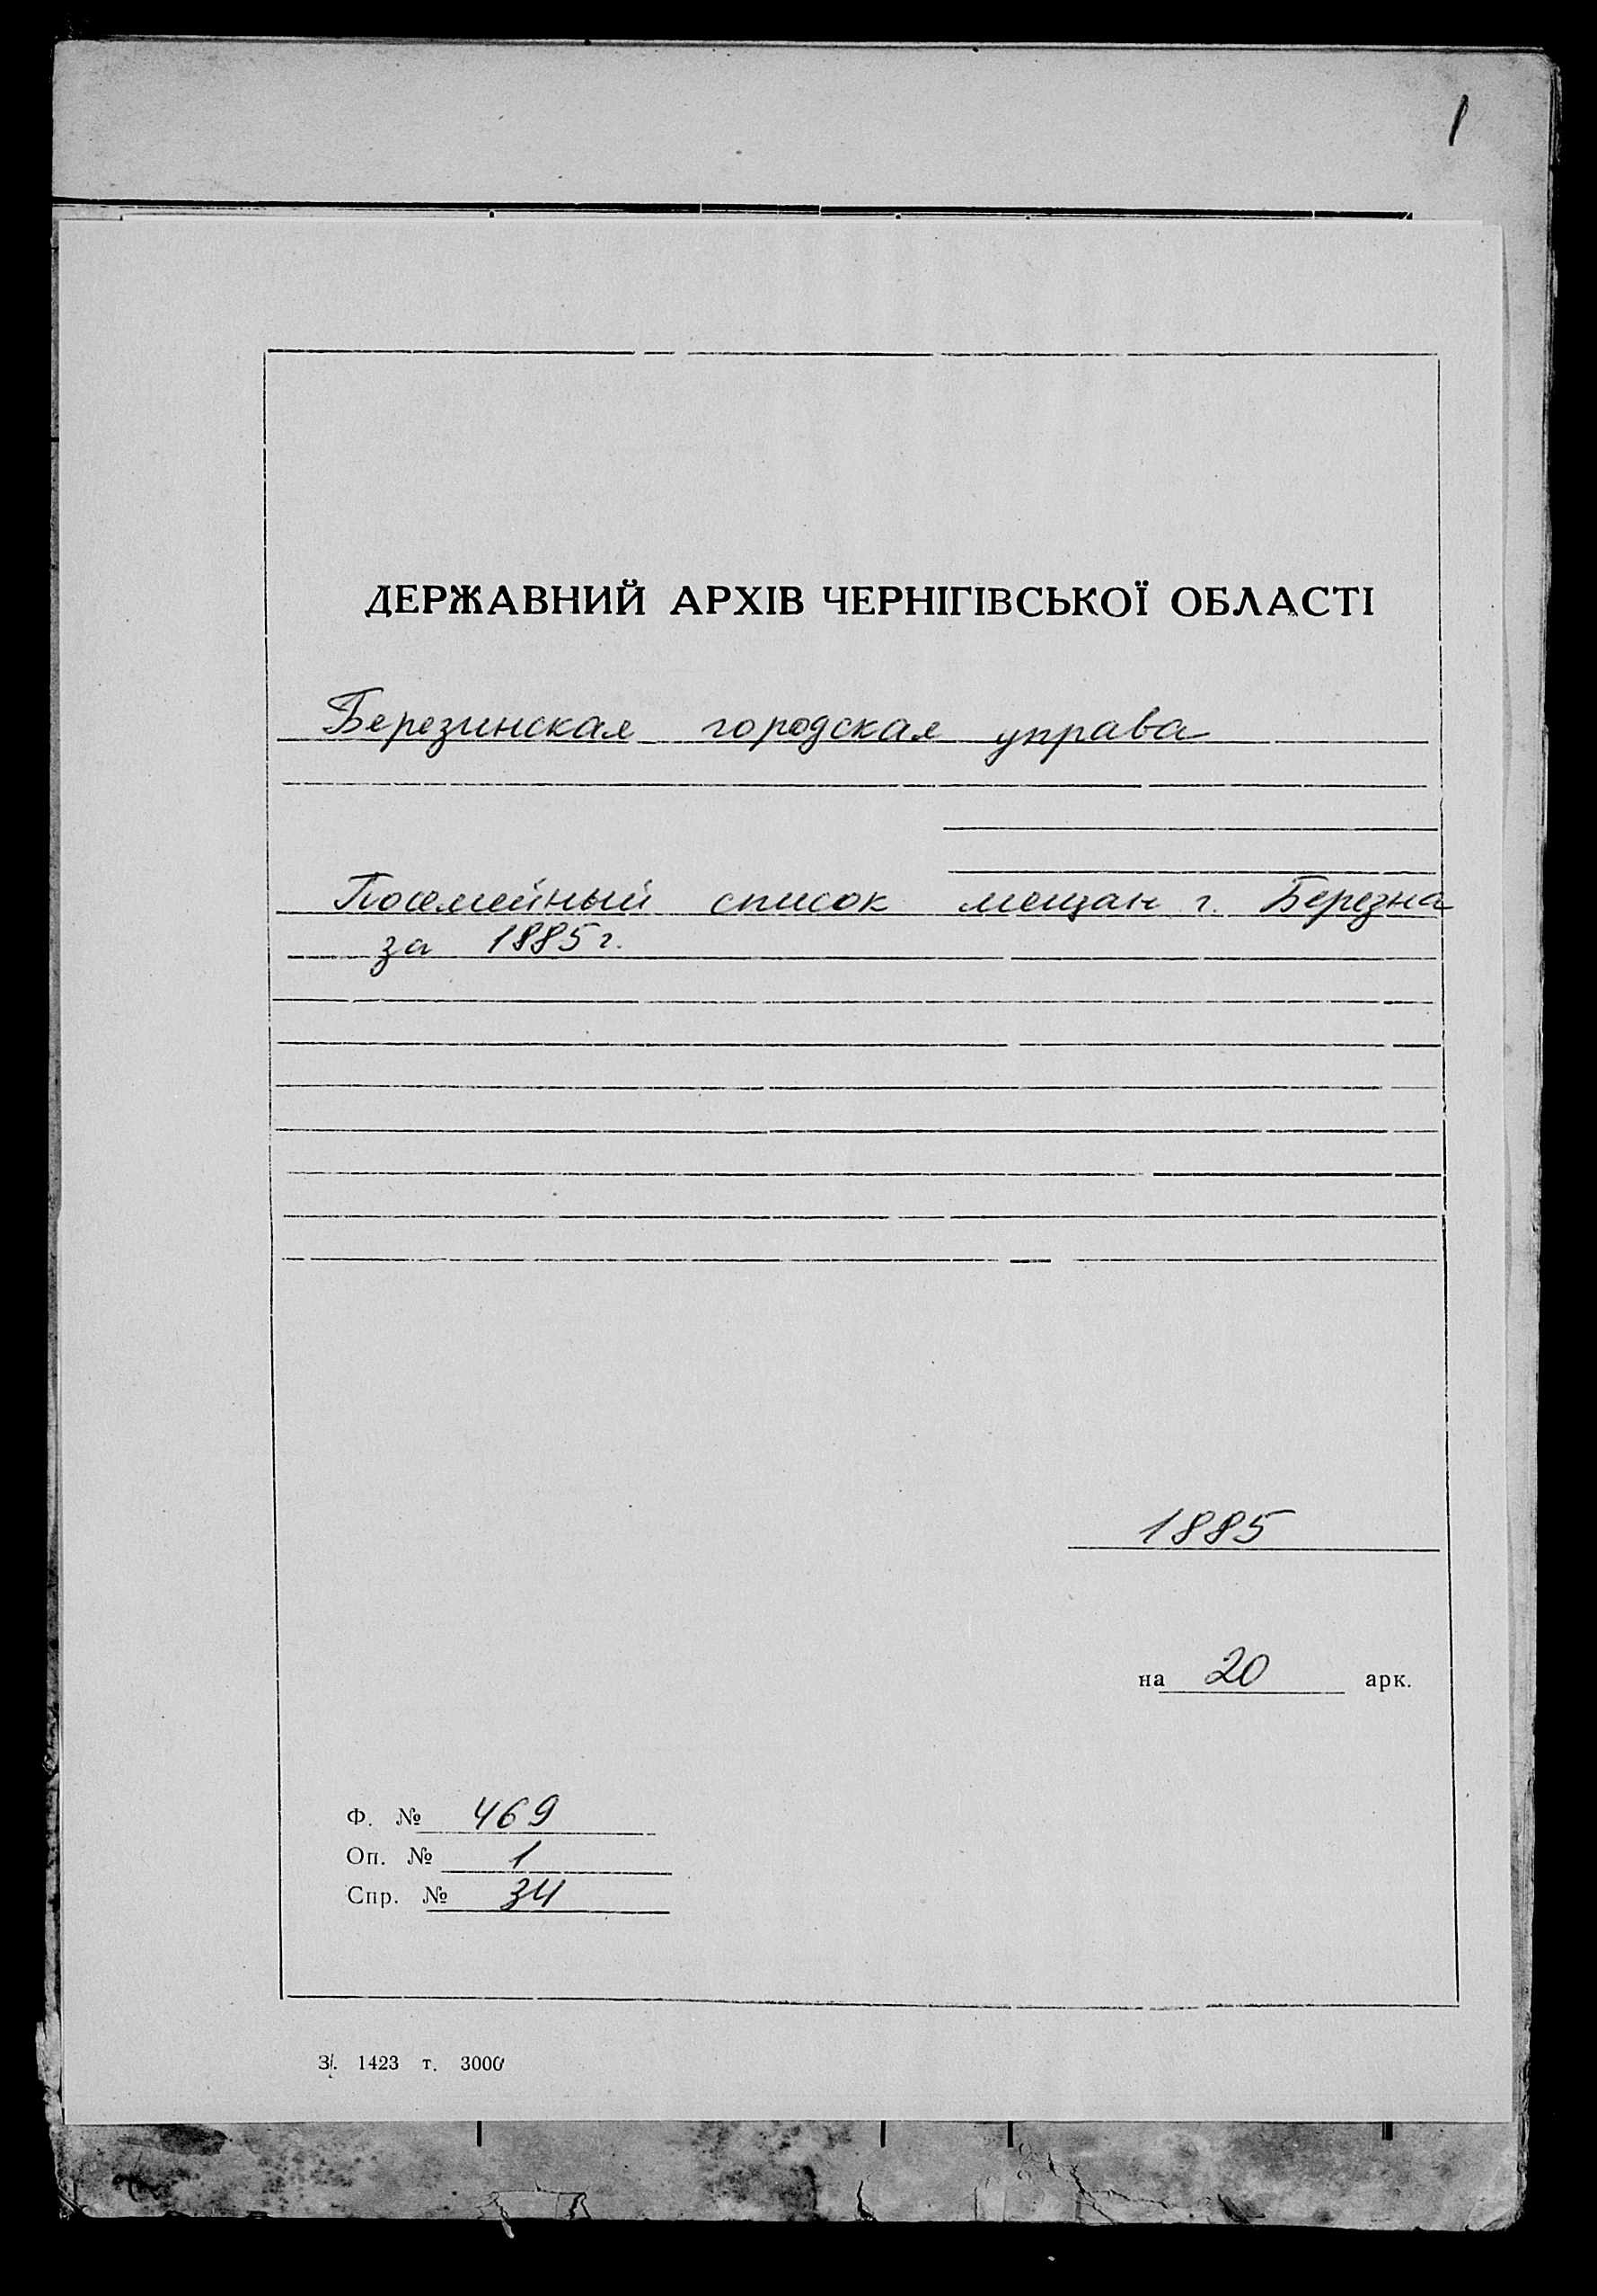 1
ДЕРЖАВНИЙ АРХІВ ЧЕРНІГІВСЬКОЇ ОБЛАСТІ
Березинская городская управа
Посемейный список мещан г. Березна
за 1885 г.
1885
на 20 арк.
Ф. № 469
Оп. № 1
Спр. № 34
З. 1423 т. 3000